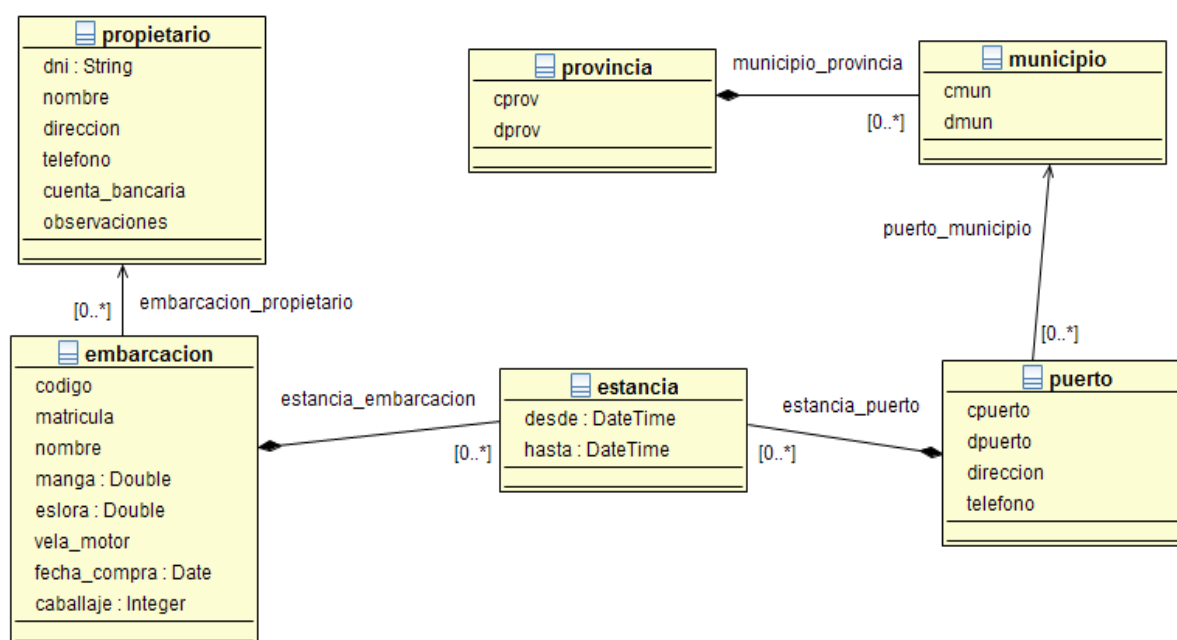 propietario
dni : String
nombre
direccion
telefono
cuenta_bancaria
observaciones
provincia
cprov
dprov
municipio_provincia
[0..*]
municipio
cmun
dmun
puerto_municipio
[0..*]
[0..*]
embarcacion_propietario
embarcacion
codigo
matricula
nombre
manga : Double
eslora : Double
vela_motor
fecha_compra : Date
caballaje : Integer
estancia_embarcacion
[0..*]
estancia
desde : DateTime
hasta : DateTime
estancia_puerto
[0..*]
puerto
cpuerto
dpuerto
direccion
telefono